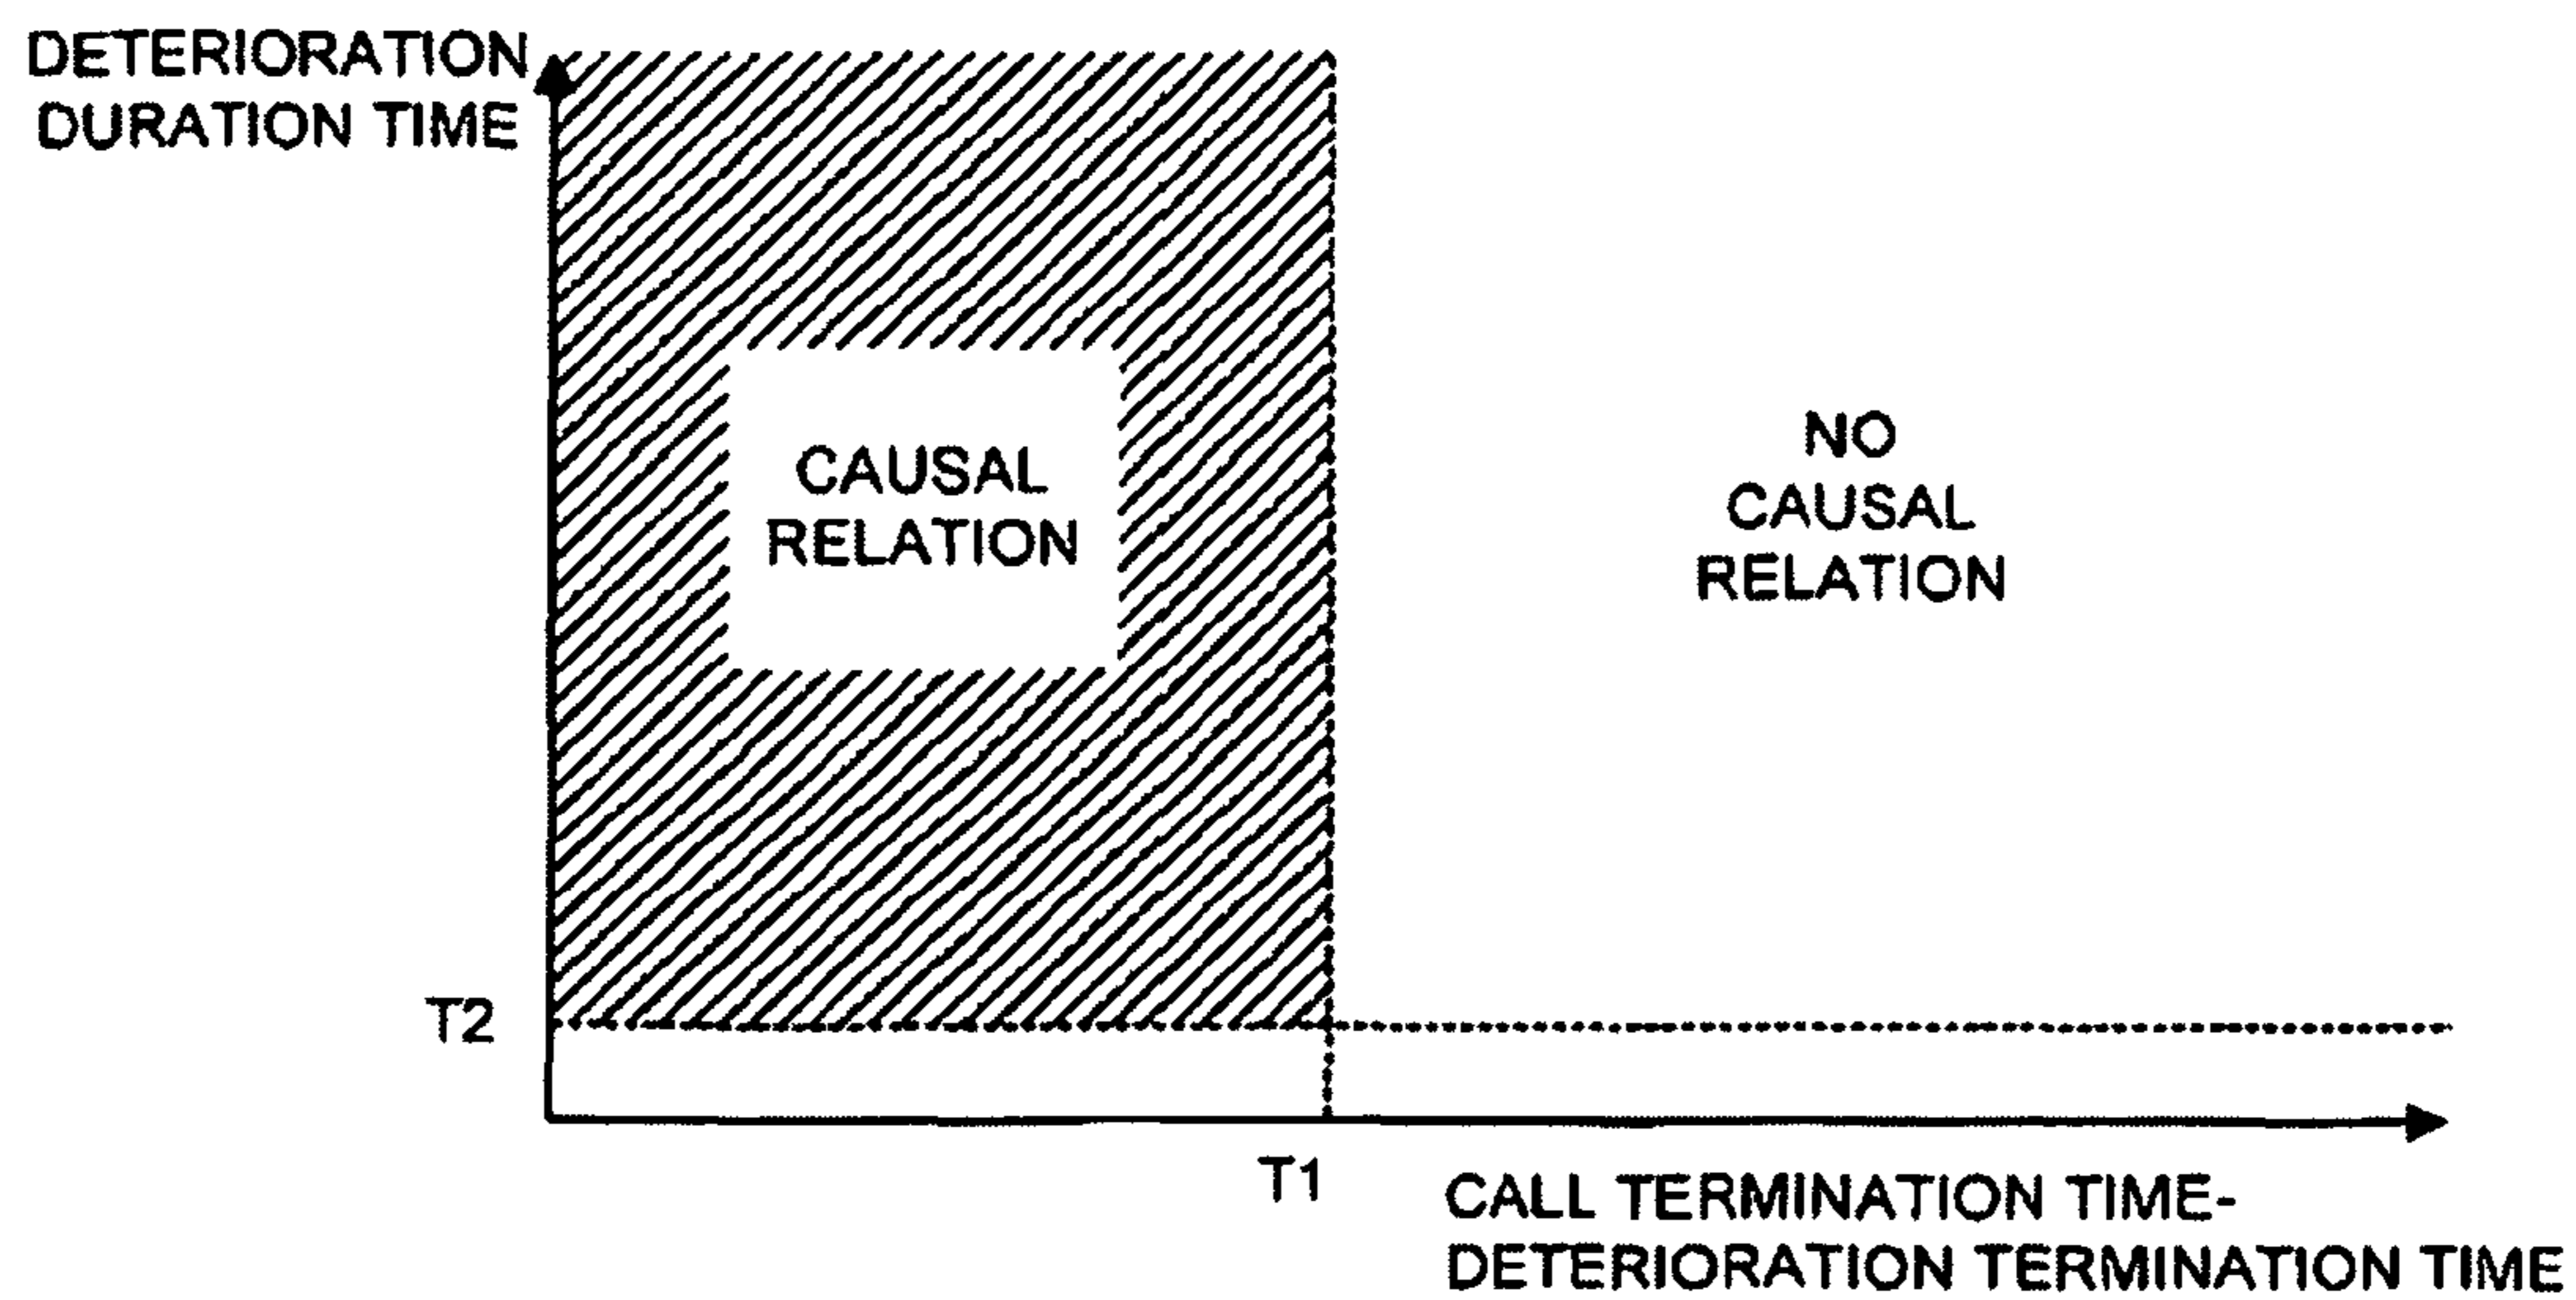 DETERIORATION
DURATION TIME
CAUSAL
RELATION
NO
CAUSAL
RELATION
T2
T1
CALL TERMINATION TIME-
DETERIORATION TERMINATION TIME